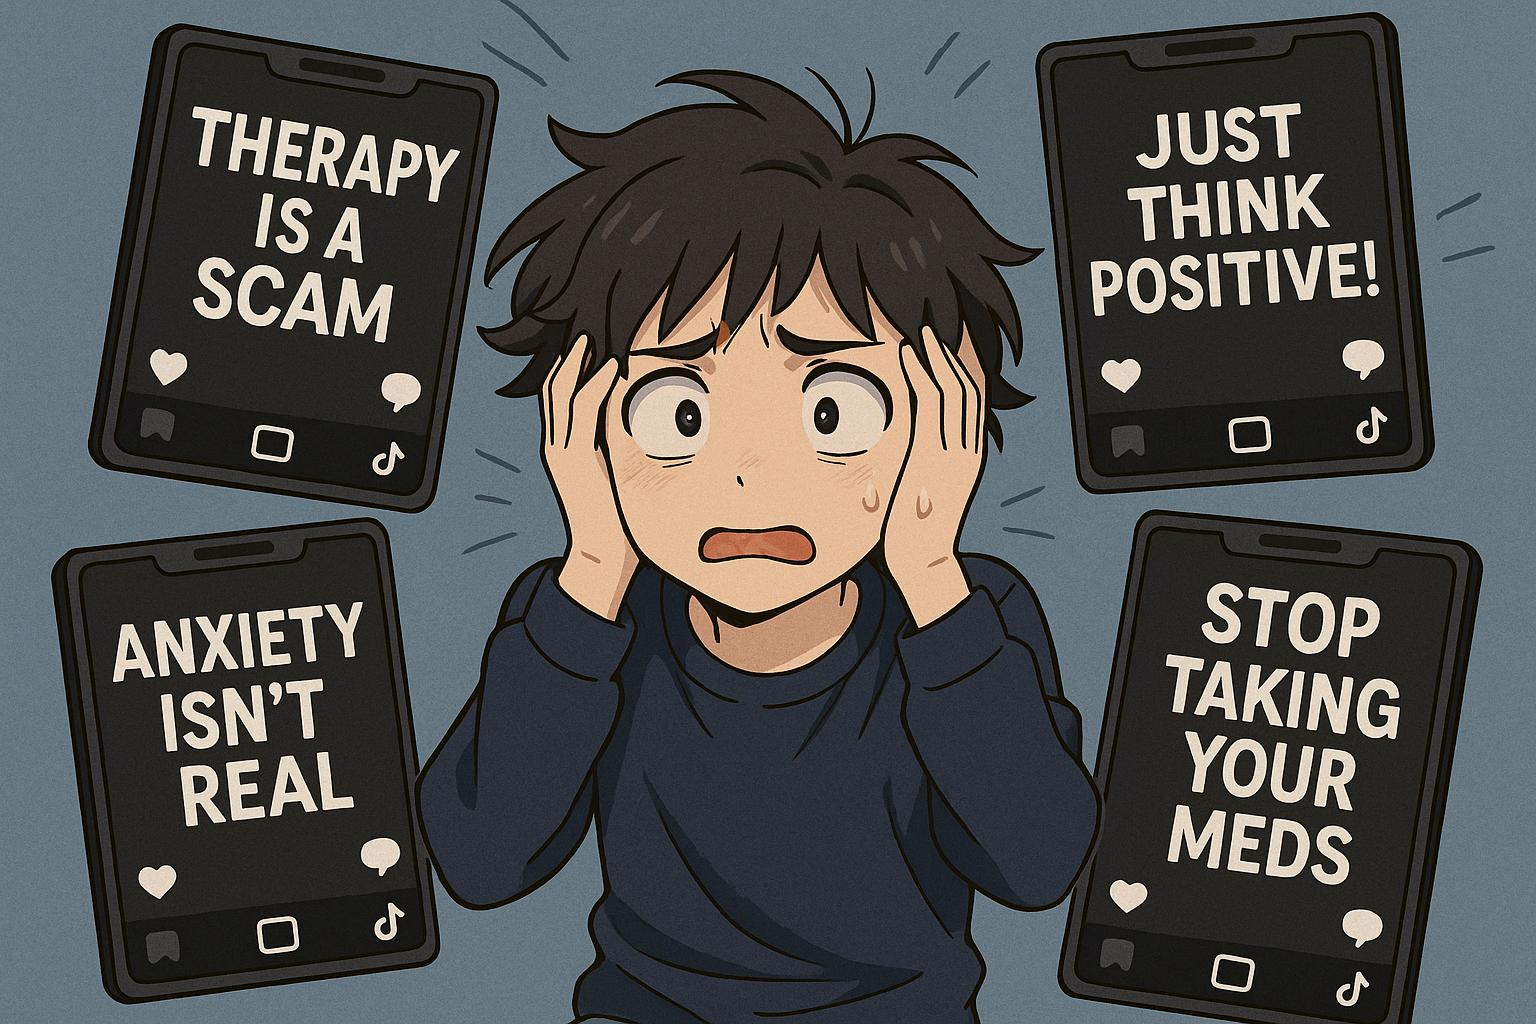 THERAPY
IS A
SCAM
JUST
THINK
POSITIVE!
ANXIETY
ISN'T
REAL
STOP
TAKING
YOUR
MEDS